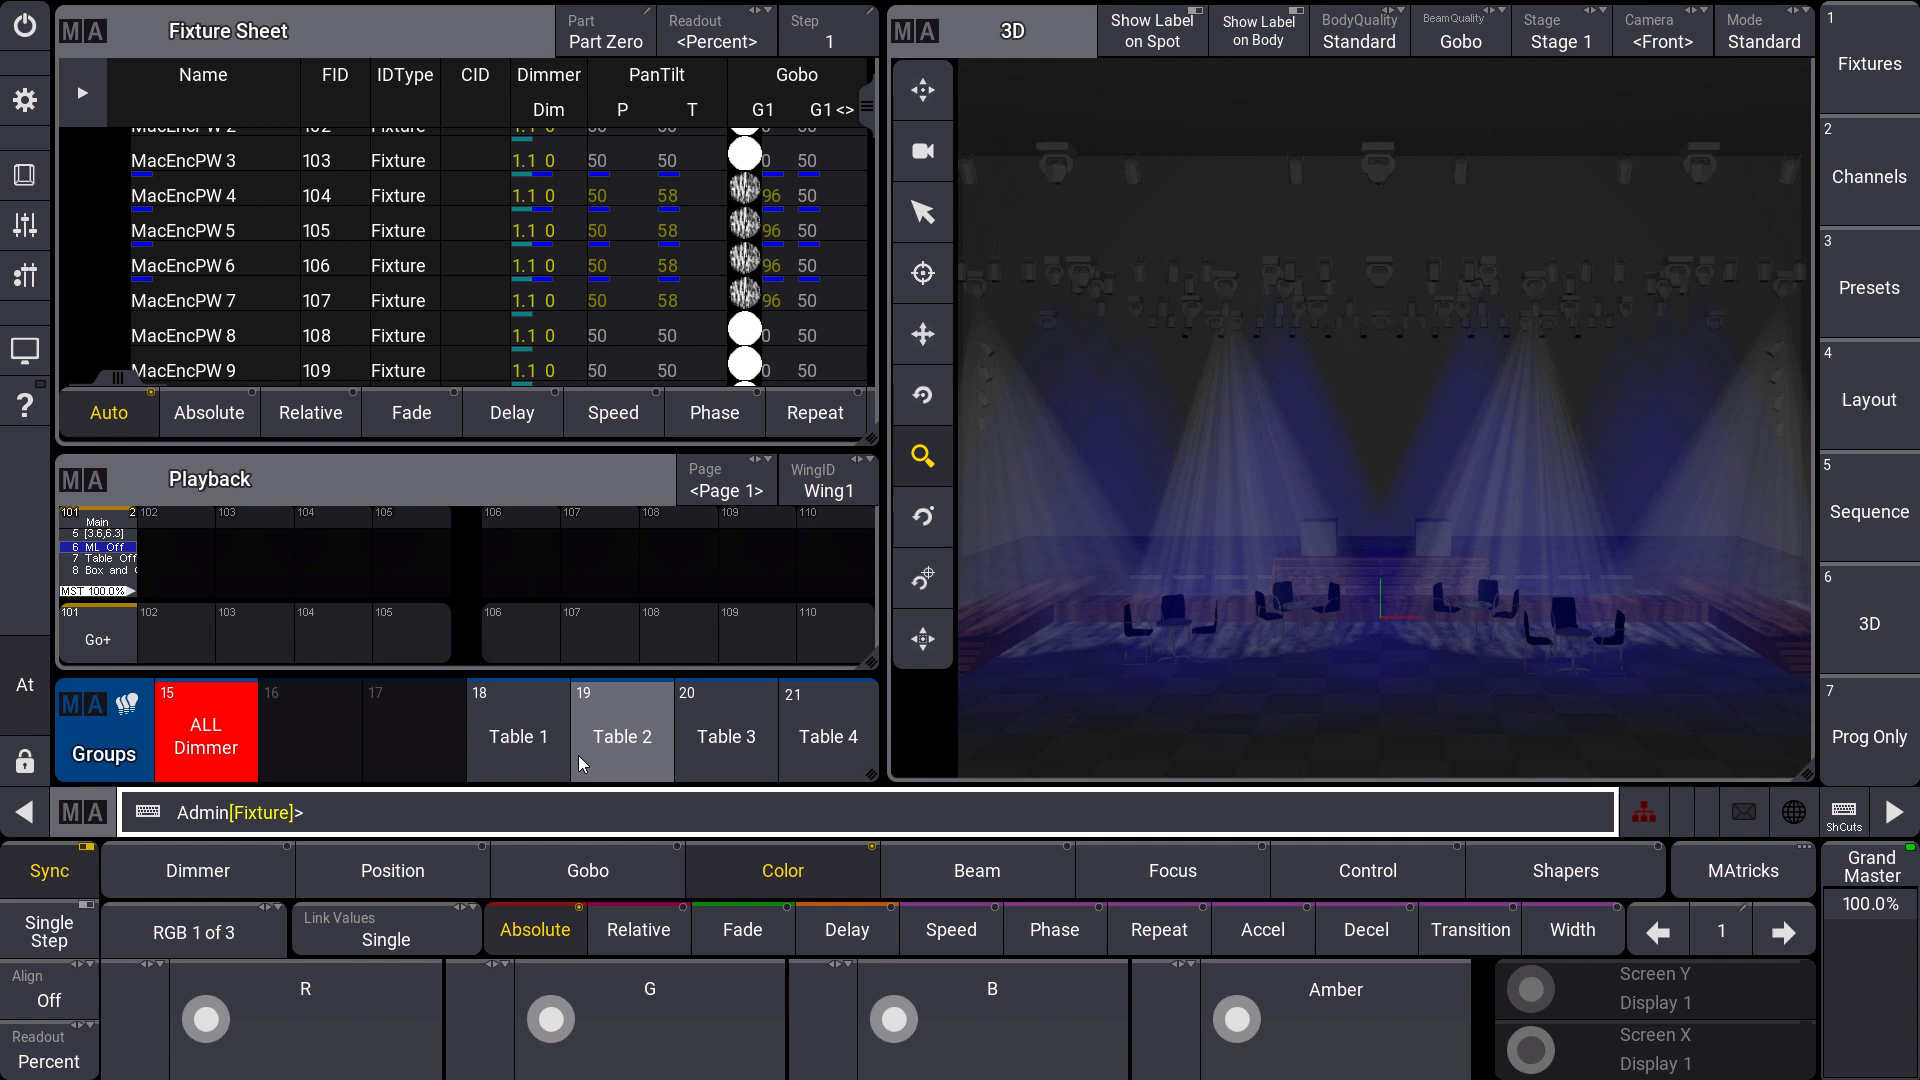 MA Fixture Sheet
Part
Part Zero
Readout
<Percent>
Step
1
Name FID IDType CID Dimmer PanTilt Gobo
Dim P T G1 G1<>
MacEncPW 3 103 Fixture 1.1 0 50 50 0 50
MacEncPW 4 104 Fixture 1.1 0 50 58 96 50
MacEncPW 5 105 Fixture 1.1 0 50 58 96 50
MacEncPW 6 106 Fixture 1.1 0 50 58 96 50
MacEncPW 7 107 Fixture 1.1 0 50 58 96 50
MacEncPW 8 108 Fixture 1.1 0 50 50 0 50
MacEncPW 9 109 Fixture 1.1 0 50 50 0 50
Auto Absolute Relative Fade Delay Speed Phase Repeat
MA Playback
Page
<Page 1>
WingID
Wing1
101 2 102 103 104 105 106 107 108 109 110
Main
5 [3.6,6.3]
6 ML Off
7 Table Off
8 Box and
MST 100.0%
101 102 103 104 105 106 107 108 109 110
Go+
MA
Groups
15
ALL
Dimmer
16
17
18
Table 1
19
Table 2
20
Table 3
21
Table 4
MA 3D
Show Label
on Spot
Show Label
on Body
BodyQuality
Standard
BeamQuality
Gobo
Stage
Stage 1
Camera
<Front>
Mode
Standard
1
Fixtures
2
Channels
3
Presets
4
Layout
5
Sequence
6
3D
7
Prog Only
?
At
MA Admin[Fixture]>
ShCuts
Sync Dimmer Position Gobo Color Beam Focus Control Shapers MAtricks
Grand
Master
100.0%
Single
Step
RGB 1 of 3
Link Values
Single
Absolute Relative Fade Delay Speed Phase Repeat Accel Decel Transition Width 1
Align
Off
Readout
Percent
R G B Amber
Screen Y
Display 1
Screen X
Display 1